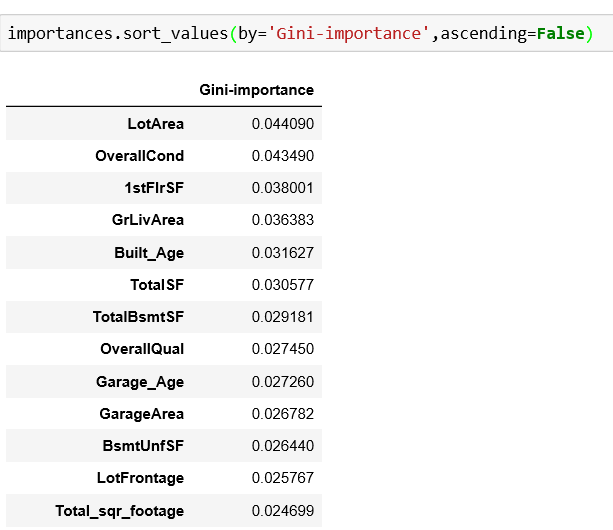 importances.sort_values(by='Gini-importance',ascending=False)
Gini-importance
LotArea 0.044090
OverallCond 0.043490
1stFlrSF 0.038001
GrLivArea 0.036383
Built_Age 0.031627
TotalSF 0.030577
TotalBsmtSF 0.029181
OverallQual 0.027450
Garage_Age 0.027260
GarageArea 0.026782
BsmtUnfSF 0.026440
LotFrontage 0.025767
Total_sqr_footage 0.024699